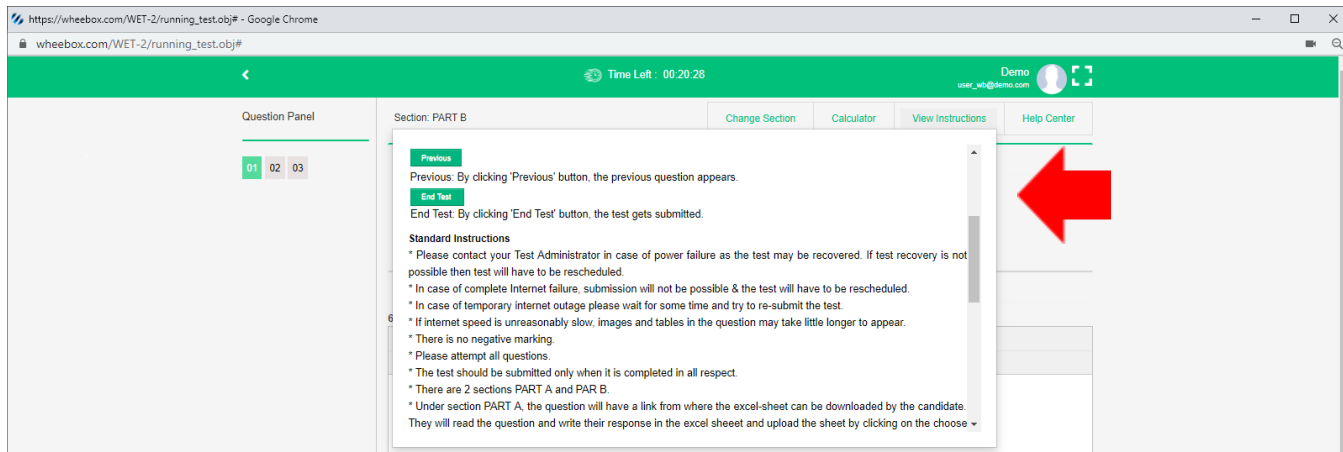 https://wheebox.com/WET-2/running_test.obj# - Google Chrome
wheebox.com/WET-2/running_test.obj#
Time Left : 00:20:28
Demo
user_wb@demo.com
Question Panel
Section: PART B
Change Section
Calculator
View Instructions
Help Center
01 02 03
Previous
Previous: By clicking 'Previous' button, the previous question appears.
End Test
End Test: By clicking 'End Test' button, the test gets submitted.
Standard Instructions
* Please contact your Test Administrator in case of power failure as the test may be recovered. If test recovery is not
possible then test will have to be rescheduled.
* In case of complete Internet failure, submission will not be possible & the test will have to be rescheduled.
* In case of temporary internet outage please wait for some time and try to re-submit the test.
* If internet speed is unreasonably slow, images and tables in the question may take little longer to appear.
* There is no negative marking.
* Please attempt all questions.
* The test should be submitted only when it is completed in all respect.
* There are 2 sections PART A and PAR B.
* Under section PART A, the question will have a link from where the excel-sheet can be downloaded by the candidate.
They will read the question and write their response in the excel sheeet and upload the sheet by clicking on the choose